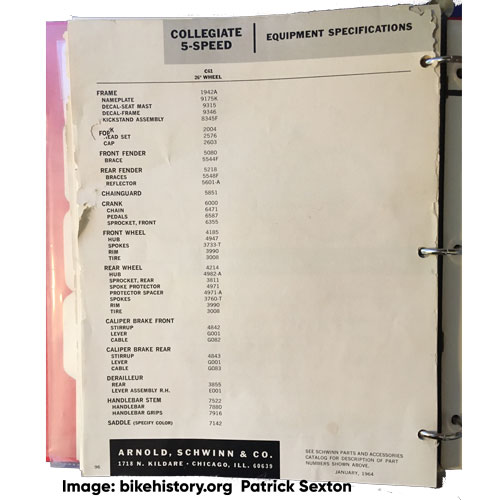 COLLEGIATE
5-SPEED
EQUIPMENT SPECIFICATIONS
C61
26" WHEEL
FRAME 1942A
NAMEPLATE 9175K
DECAL-SEAT MAST 9315
DECAL-FRAME 9346
KICKSTAND ASSEMBLY 8345F
FORK 2004
HEAD SET 2576
CAP 2603
FRONT FENDER 5080
BRACE 5544F
REAR FENDER 5218
BRACES 5548F
REFLECTOR 5601-A
CHAINGUARD 5851
CRANK 6000
CHAIN 6471
PEDALS 6587
SPROCKET, FRONT 6355
FRONT WHEEL 4185
HUB 4947
SPOKES 3733-T
RIM 3990
TIRE 3008
REAR WHEEL 4214
HUB 4982-A
SPROCKET, REAR 3811
SPOKE PROTECTOR 4971
PROTECTOR SPACER 4971-A
SPOKES 3760-T
RIM 3990
TIRE 3008
CALIPER BRAKE FRONT
STIRRUP 4842
LEVER G001
CABLE G082
CALIPER BRAKE REAR
STIRRUP 4843
LEVER G001
CABLE G083
DERAILLEUR
REAR 3855
LEVER ASSEMBLY R.H. E001
HANDLEBAR STEM 7522
HANDLEBAR 7880
HANDLEBAR GRIPS 7916
SADDLE (SPECIFY COLOR) 7142
ARNOLD, SCHWINN & CO.
1718 N. KILDARE • CHICAGO, ILL. 60639
SEE SCHWINN PARTS AND ACCESSORIES
CATALOG FOR DESCRIPTION OF PART
NUMBERS SHOWN ABOVE.
96
JANUARY, 1964
Image: bikehistory.org Patrick Sexton